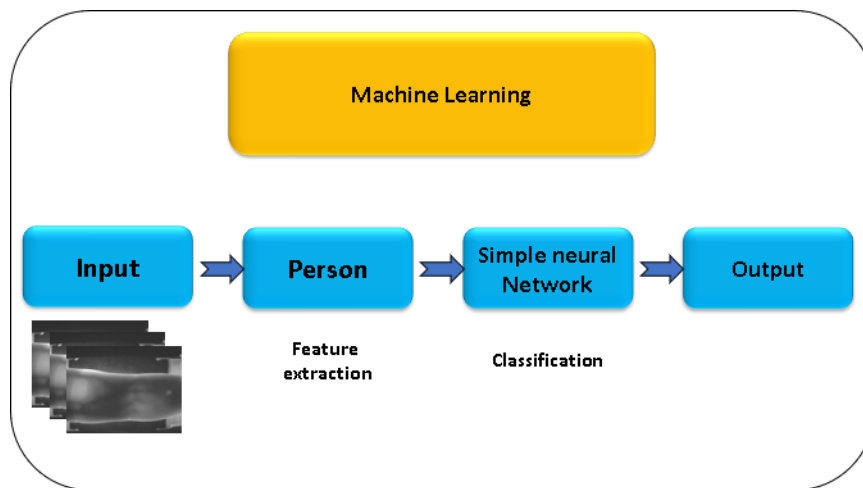 Machine Learning
Input
Person
Simple neural
Network
Output
Feature
extraction
Classification